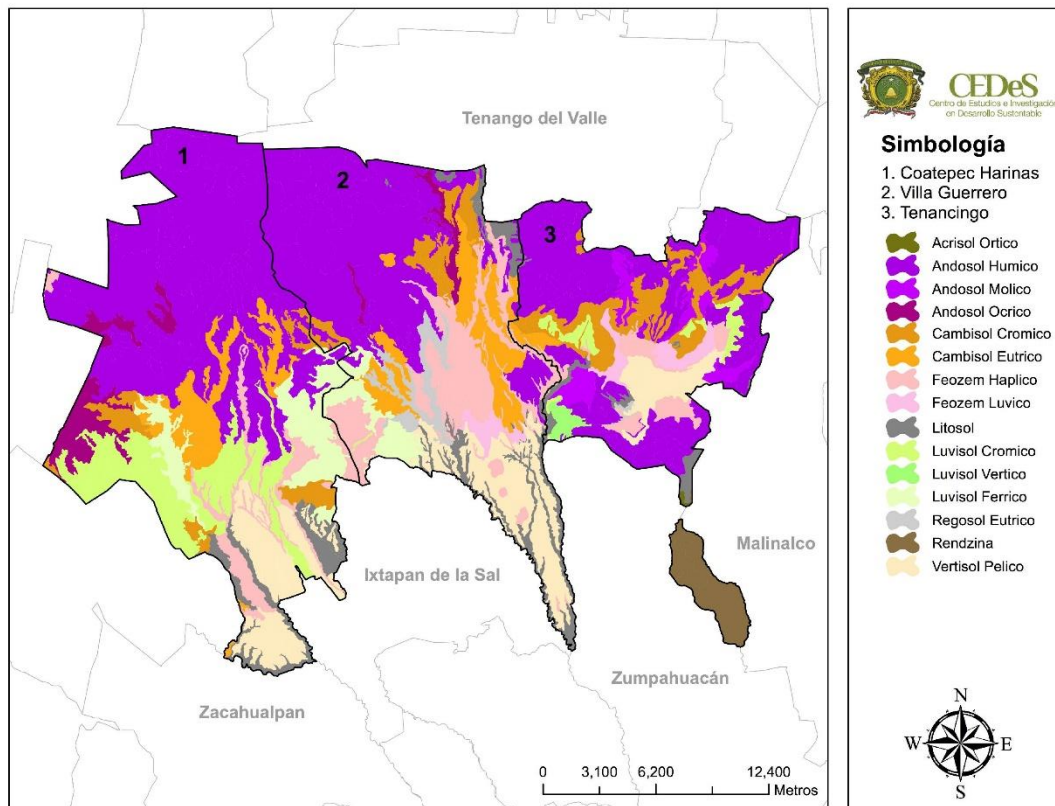 1
2
3
Tenango del Valle
Malinalco
Ixtapan de la Sal
Zumpahuacán
Zacahualpan
0 3,100 6,200 12,400
Metros
CEDeS
Centro de Estudios e Investigación
en Desarrollo Sustentable
Simbología
1. Coatepec Harinas
2. Villa Guerrero
3. Tenancingo
Acrisol Ortico
Andosol Humico
Andosol Molico
Andosol Ocrico
Cambisol Cromico
Cambisol Eutrico
Feozem Haplico
Feozem Luvico
Litosol
Luvisol Cromico
Luvisol Vertico
Luvisol Ferrico
Regosol Eutrico
Rendzina
Vertisol Pelico
N
W E
S